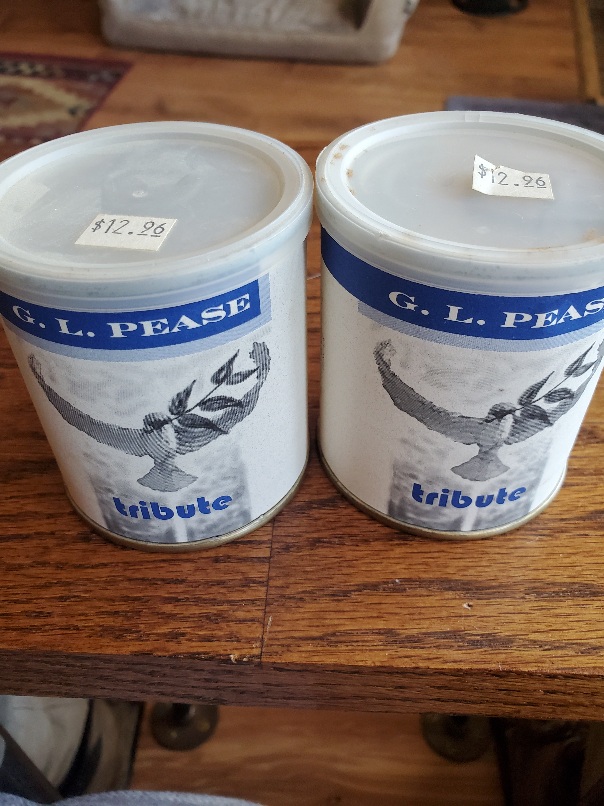 $12.96
G. L. PEASE
tribute
$12.96
G. L. PEAS
tribute